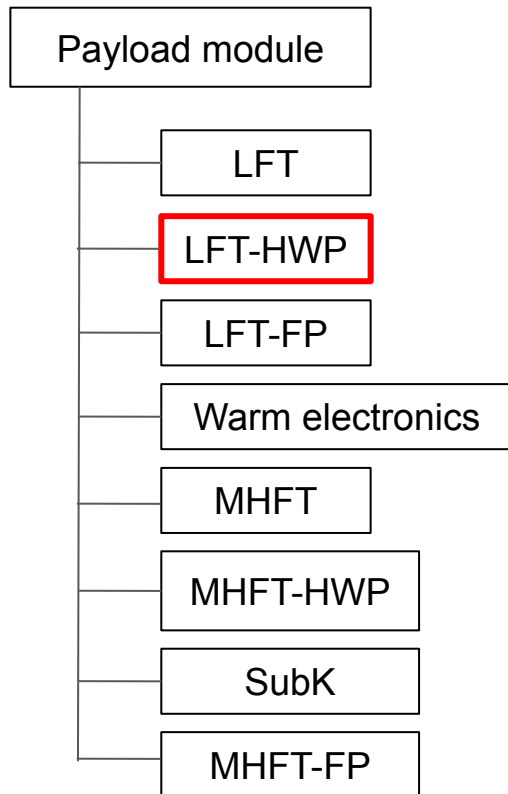 Payload module
LFT
LFT-HWP
LFT-FP
Warm electronics
MHFT
MHFT-HWP
SubK
MHFT-FP